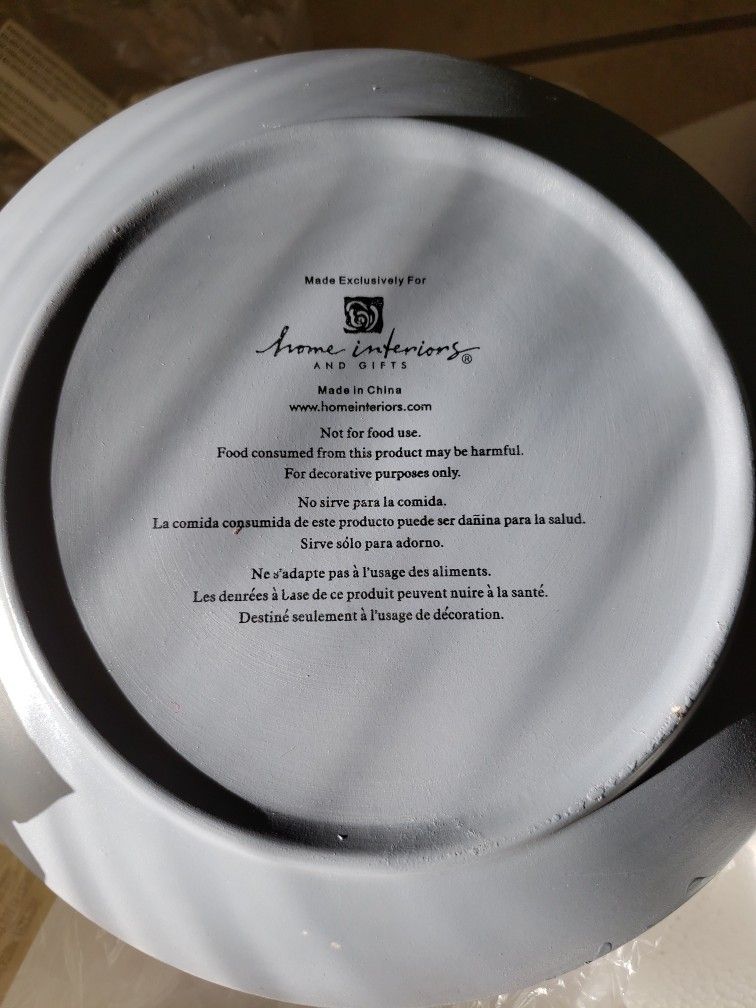 Made Exclusively For
home interiors®
AND GIFTS
Made in China
www.homeinteriors.com
Not for food use.
Food consumed from this product may be harmful.
For decorative purposes only.
No sirve para la comida.
La comida consumida de este producto puede ser dañina para la salud.
Sirve sólo para adorno.
Ne s'adapte pas à l'usage des aliments.
Les denrées à base de ce produit peuvent nuire à la santé.
Destiné seulement à l'usage de décoration.